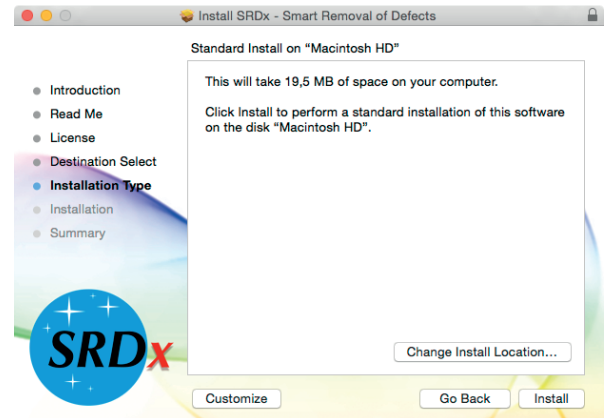 Install SRDx - Smart Removal of Defects
Standard Install on “Macintosh HD”
Introduction
Read Me
License
Destination Select
Installation Type
Installation
Summary
This will take 19,5 MB of space on your computer.
Click Install to perform a standard installation of this software
on the disk “Macintosh HD”.
SRDx
Change Install Location...
Customize
Go Back
Install